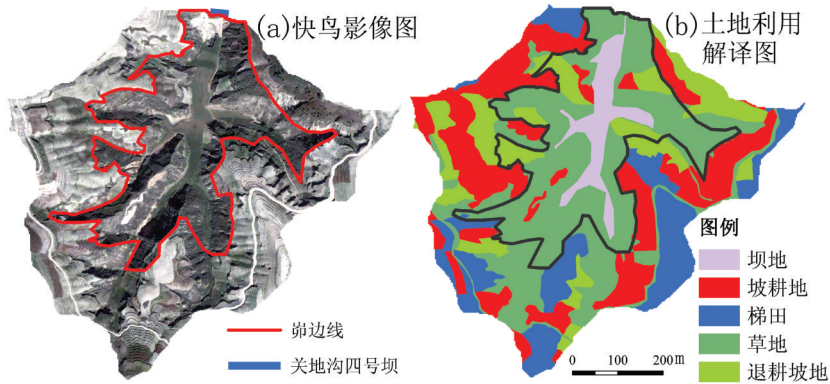 (a)快鸟影像图
峁边线
关地沟四号坝
(b)土地利用
解译图
图例
坝地
坡耕地
梯田
草地
退耕坡地
0 100 200m